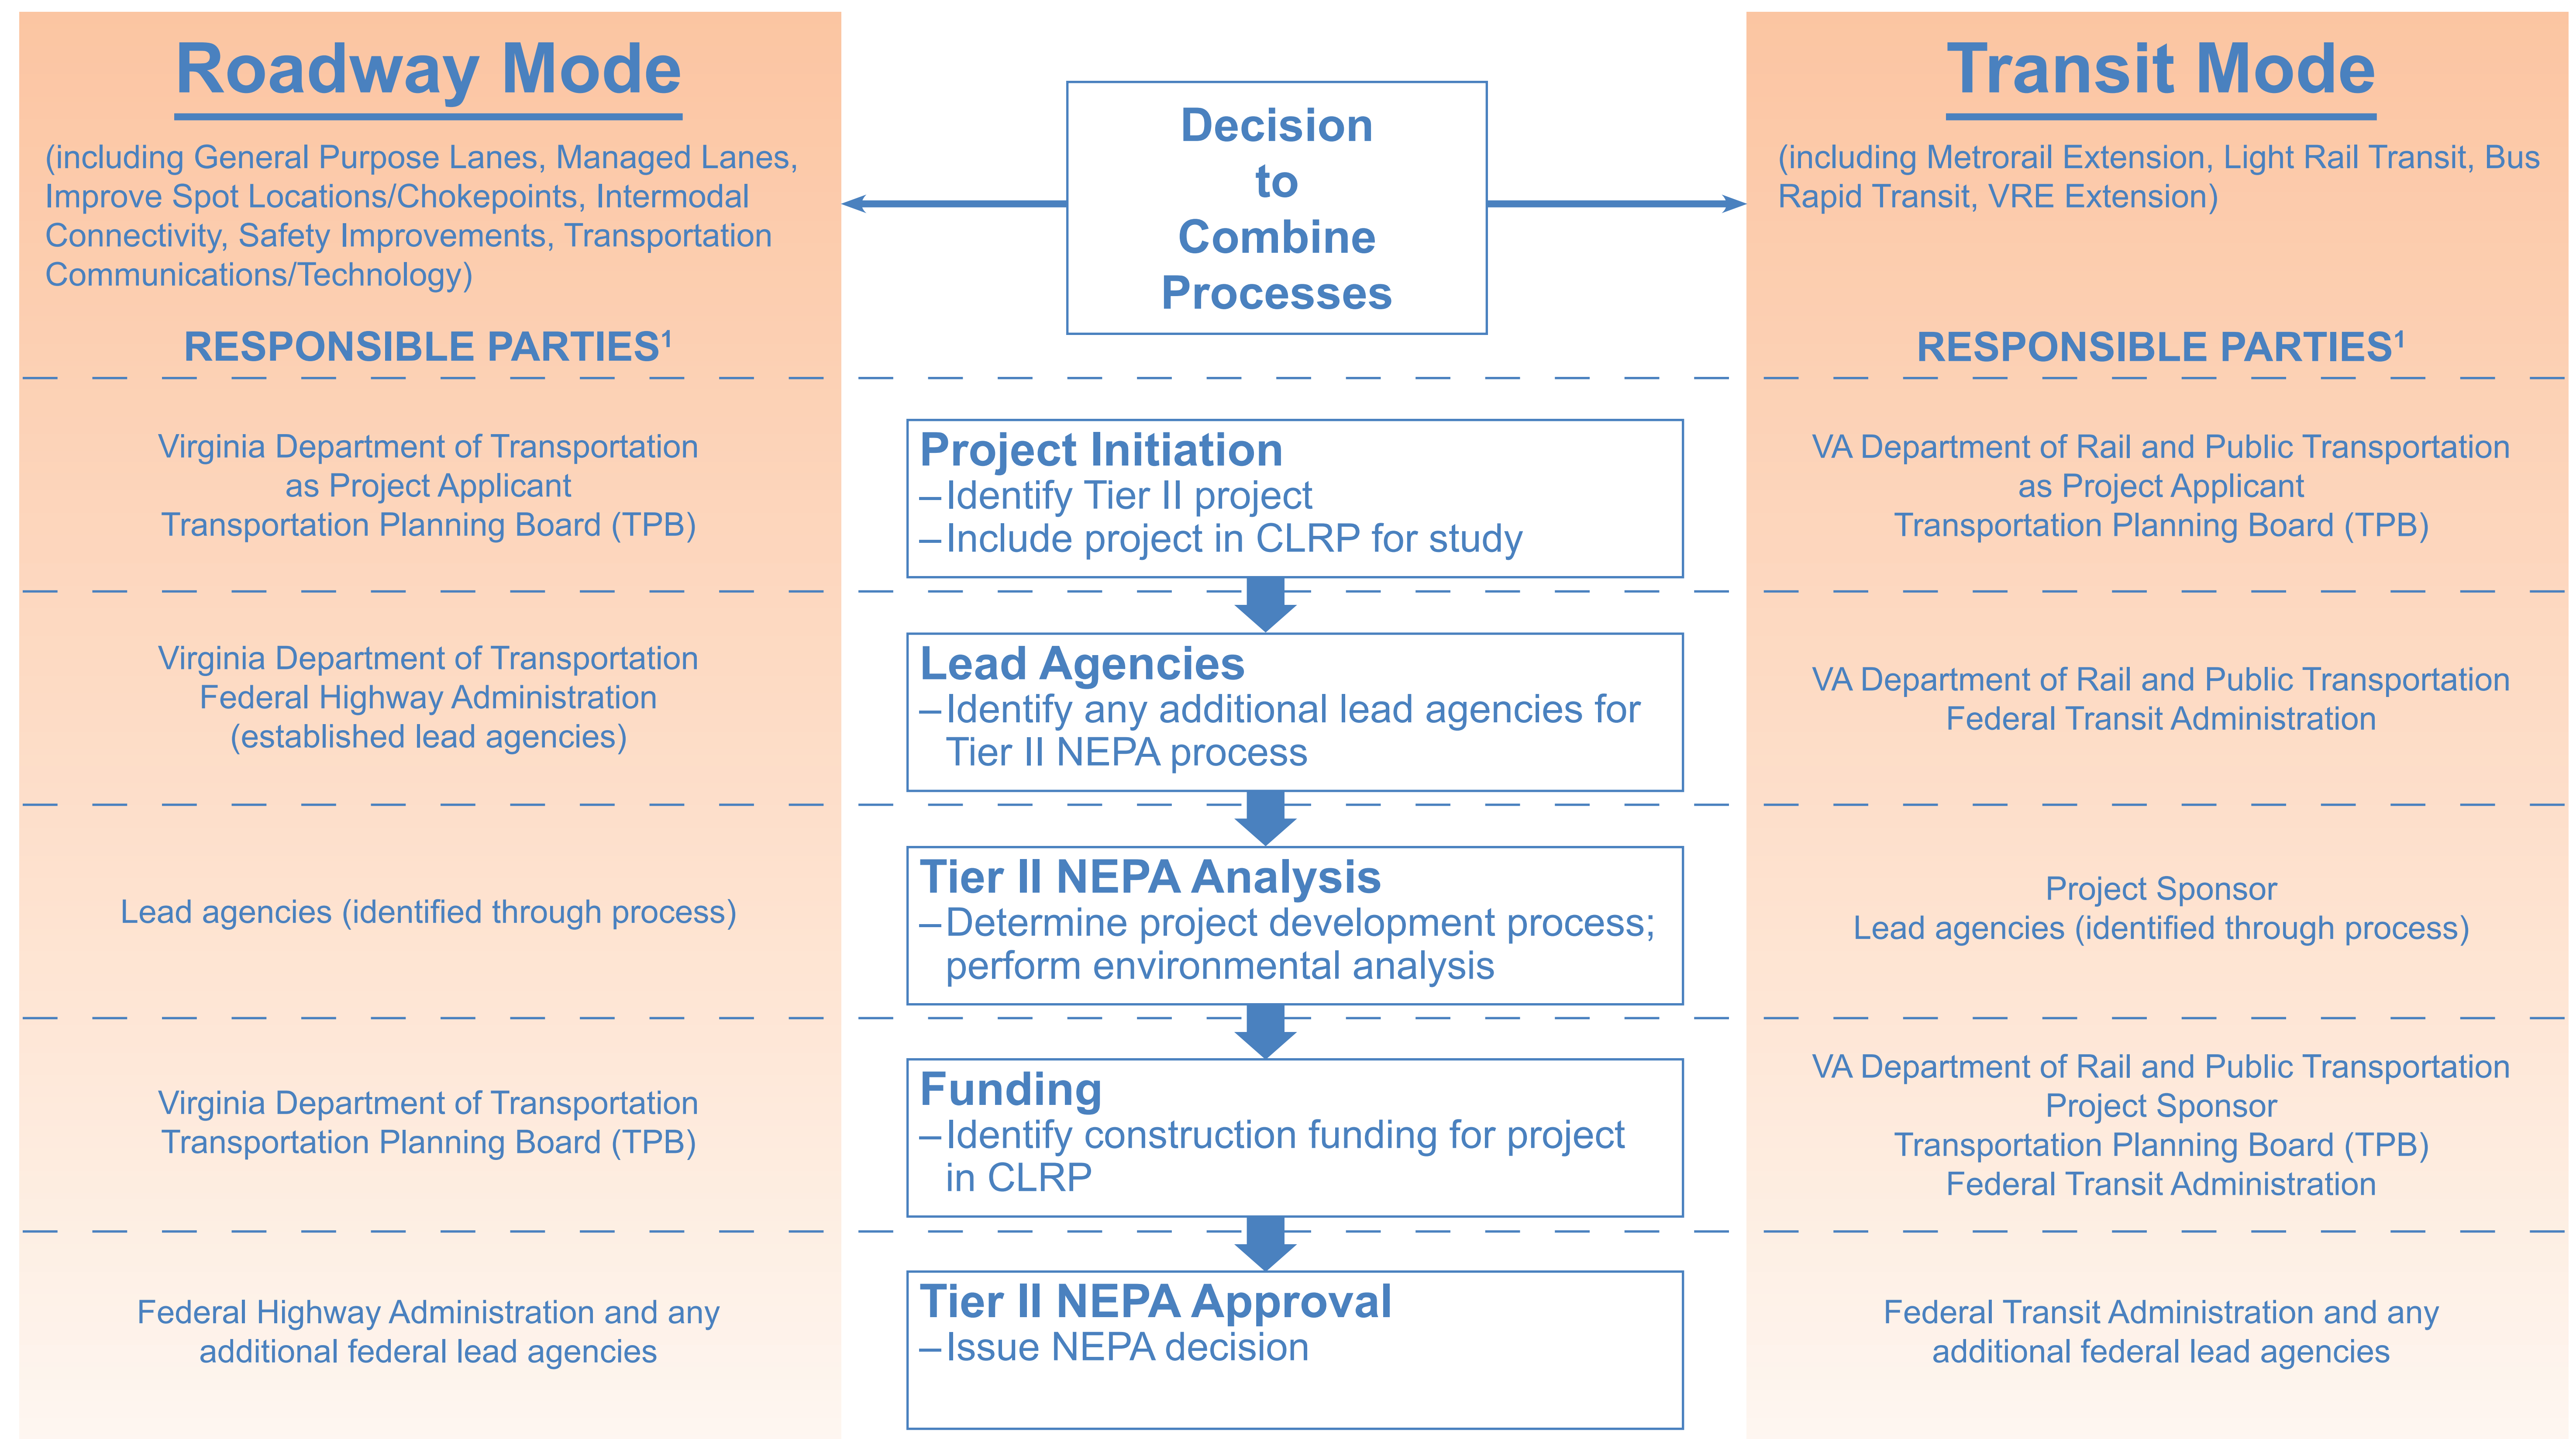 Roadway Mode
(including General Purpose Lanes, Managed Lanes,
Improve Spot Locations/Chokepoints, Intermodal
Connectivity, Safety Improvements, Transportation
Communications/Technology)
RESPONSIBLE PARTIES¹
Decision
to
Combine
Processes
Transit Mode
(including Metrorail Extension, Light Rail Transit, Bus
Rapid Transit, VRE Extension)
RESPONSIBLE PARTIES¹
Virginia Department of Transportation
as Project Applicant
Transportation Planning Board (TPB)
Project Initiation
–Identify Tier II project
–Include project in CLRP for study
VA Department of Rail and Public Transportation
as Project Applicant
Transportation Planning Board (TPB)
Virginia Department of Transportation
Federal Highway Administration
(established lead agencies)
Lead Agencies
–Identify any additional lead agencies for
Tier II NEPA process
VA Department of Rail and Public Transportation
Federal Transit Administration
Lead agencies (identified through process)
Tier II NEPA Analysis
–Determine project development process;
perform environmental analysis
Project Sponsor
Lead agencies (identified through process)
Virginia Department of Transportation
Transportation Planning Board (TPB)
Funding
–Identify construction funding for project
in CLRP
VA Department of Rail and Public Transportation
Project Sponsor
Transportation Planning Board (TPB)
Federal Transit Administration
Federal Highway Administration and any
additional federal lead agencies
Tier II NEPA Approval
–Issue NEPA decision
Federal Transit Administration and any
additional federal lead agencies